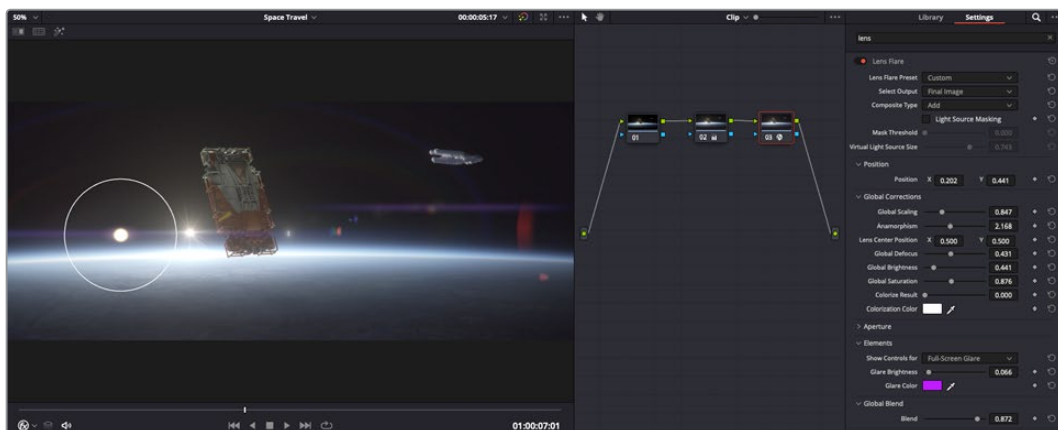 50%
Space Travel
00:00:05:17
Clip
Library
Settings
lens
Lens Flare
Lens Flare Preset Custom
Select Output Final Image
Composite Type Add
Light Source Masking
Mask Threshold 0.000
Virtual Light Source Size 0.743
Position
Position X 0.202 Y 0.441
Global Corrections
Global Scaling 0.847
Anamorphism 2.168
Lens Center Position X 0.500 Y 0.500
Global Defocus 0.431
Global Brightness 0.441
Global Saturation 0.876
Colorize Result 0.000
Colorization Color
Aperture
Elements
Show Controls for Full-Screen Glare
Glare Brightness 0.066
Glare Color
Global Blend
Blend 0.872
01
02
03
01:00:07:01